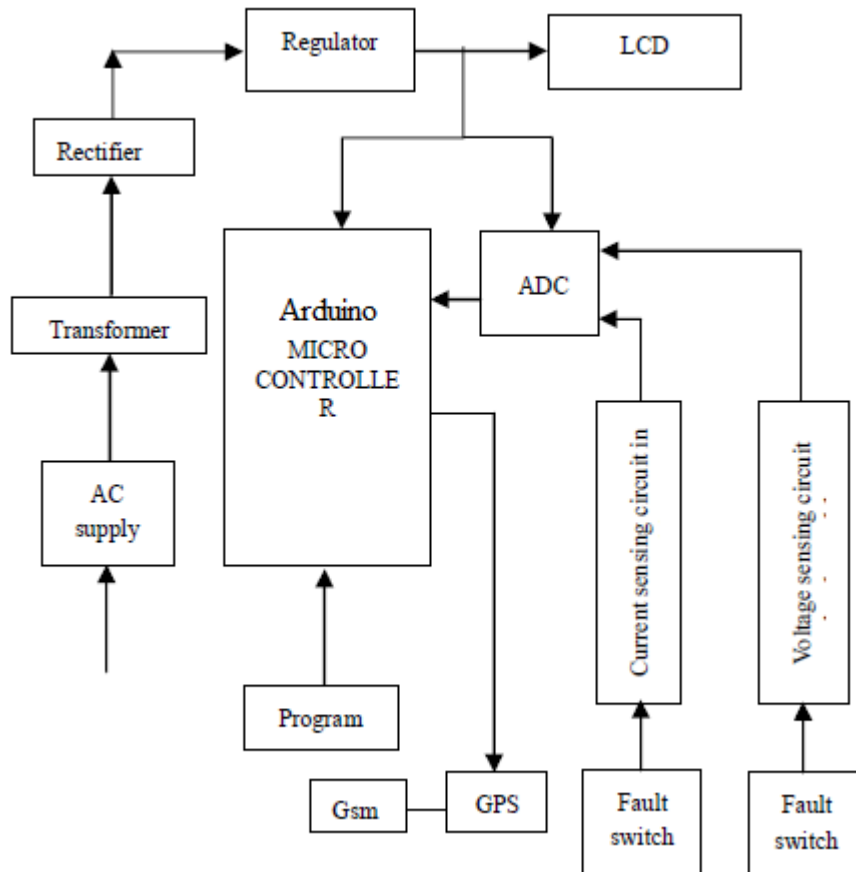 Regulator
LCD
Rectifier
ADC
Arduino
MICRO
CONTROLLE
R
Transformer
AC
supply
Current sensing circuit in
Voltage sensing circuit
Program
Gsm
GPS
Fault
switch
Fault
switch